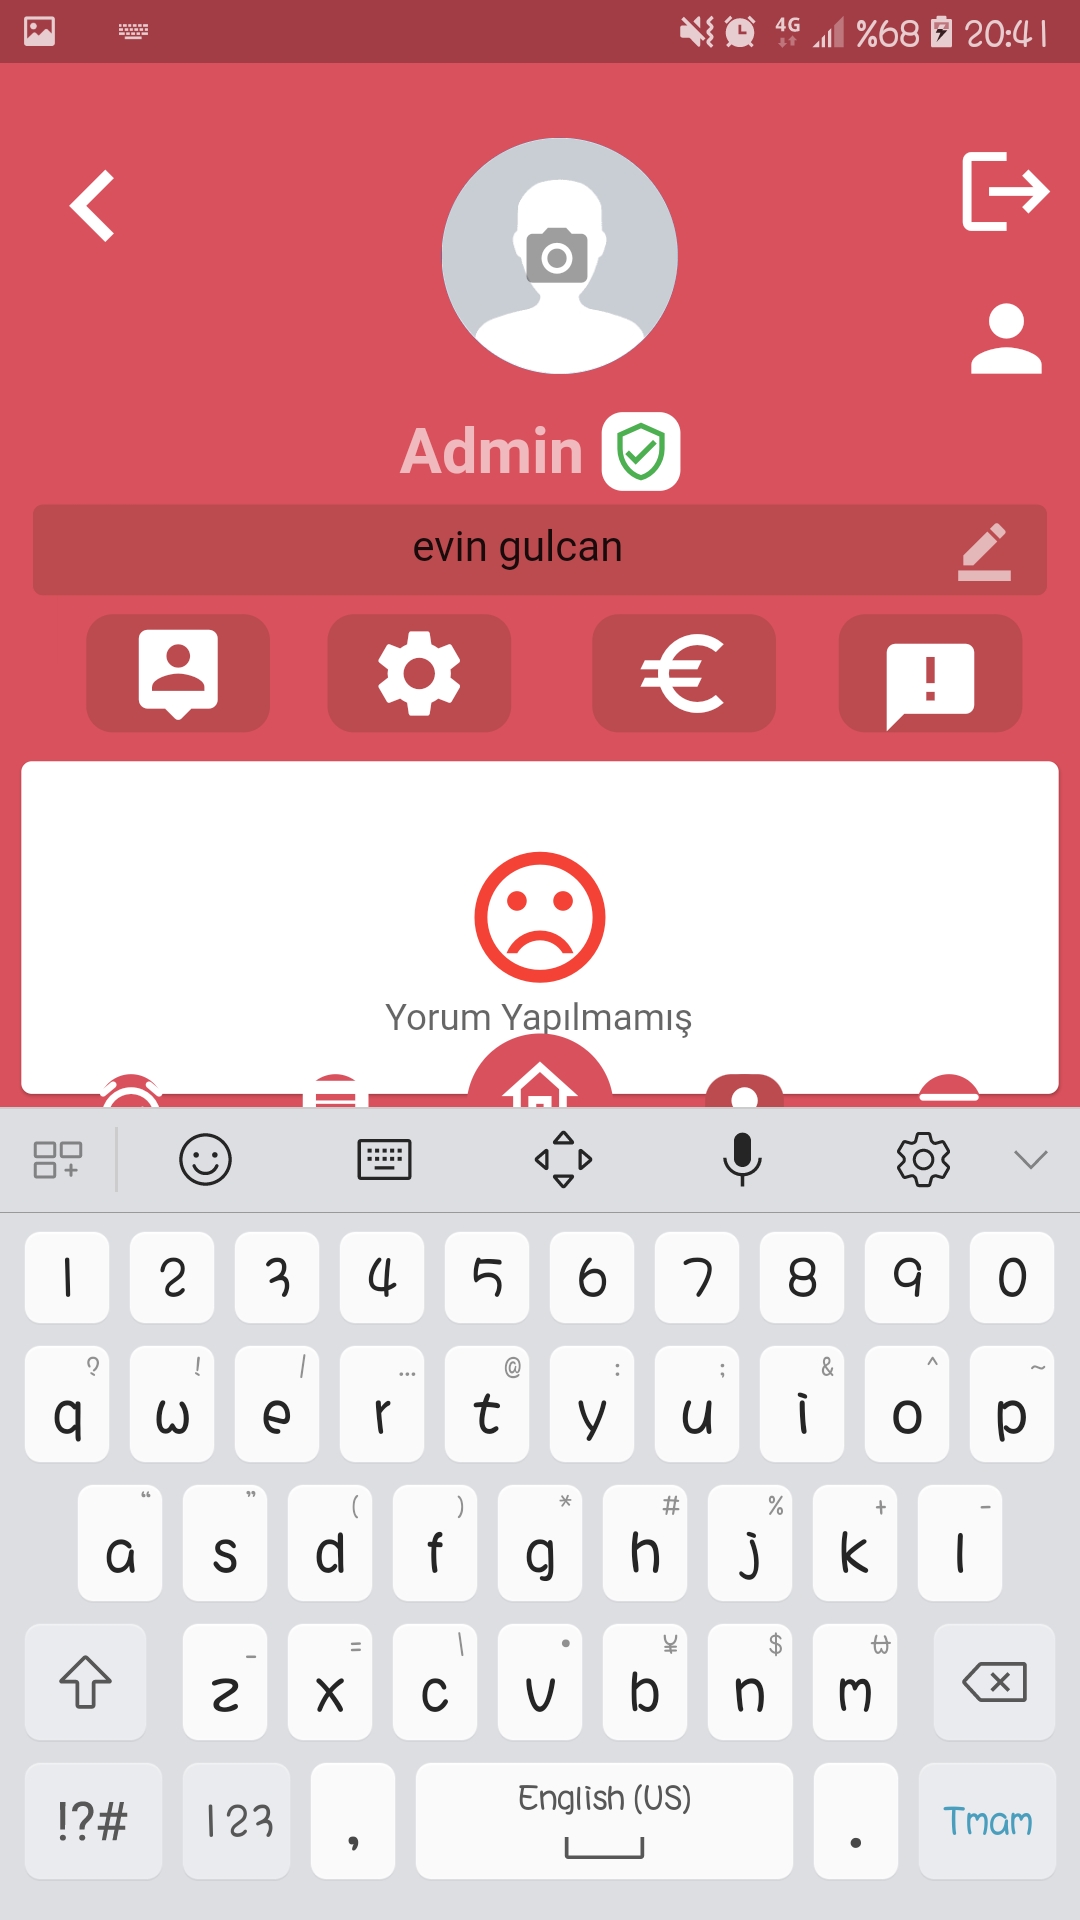 4G %68 20:41
Admin
evin gulcan
Yorum Yapılmamış
1 2 3 4 5 6 7 8 9 0
? ! / ... @ : ; & ^ ~
q w e r t y u i o p
“ ” ( ) * # % + -
a s d f g h j k l
- = \ • ¥ $ ₩
z x c v b n m
!?# 123 , English (US) . Tmam